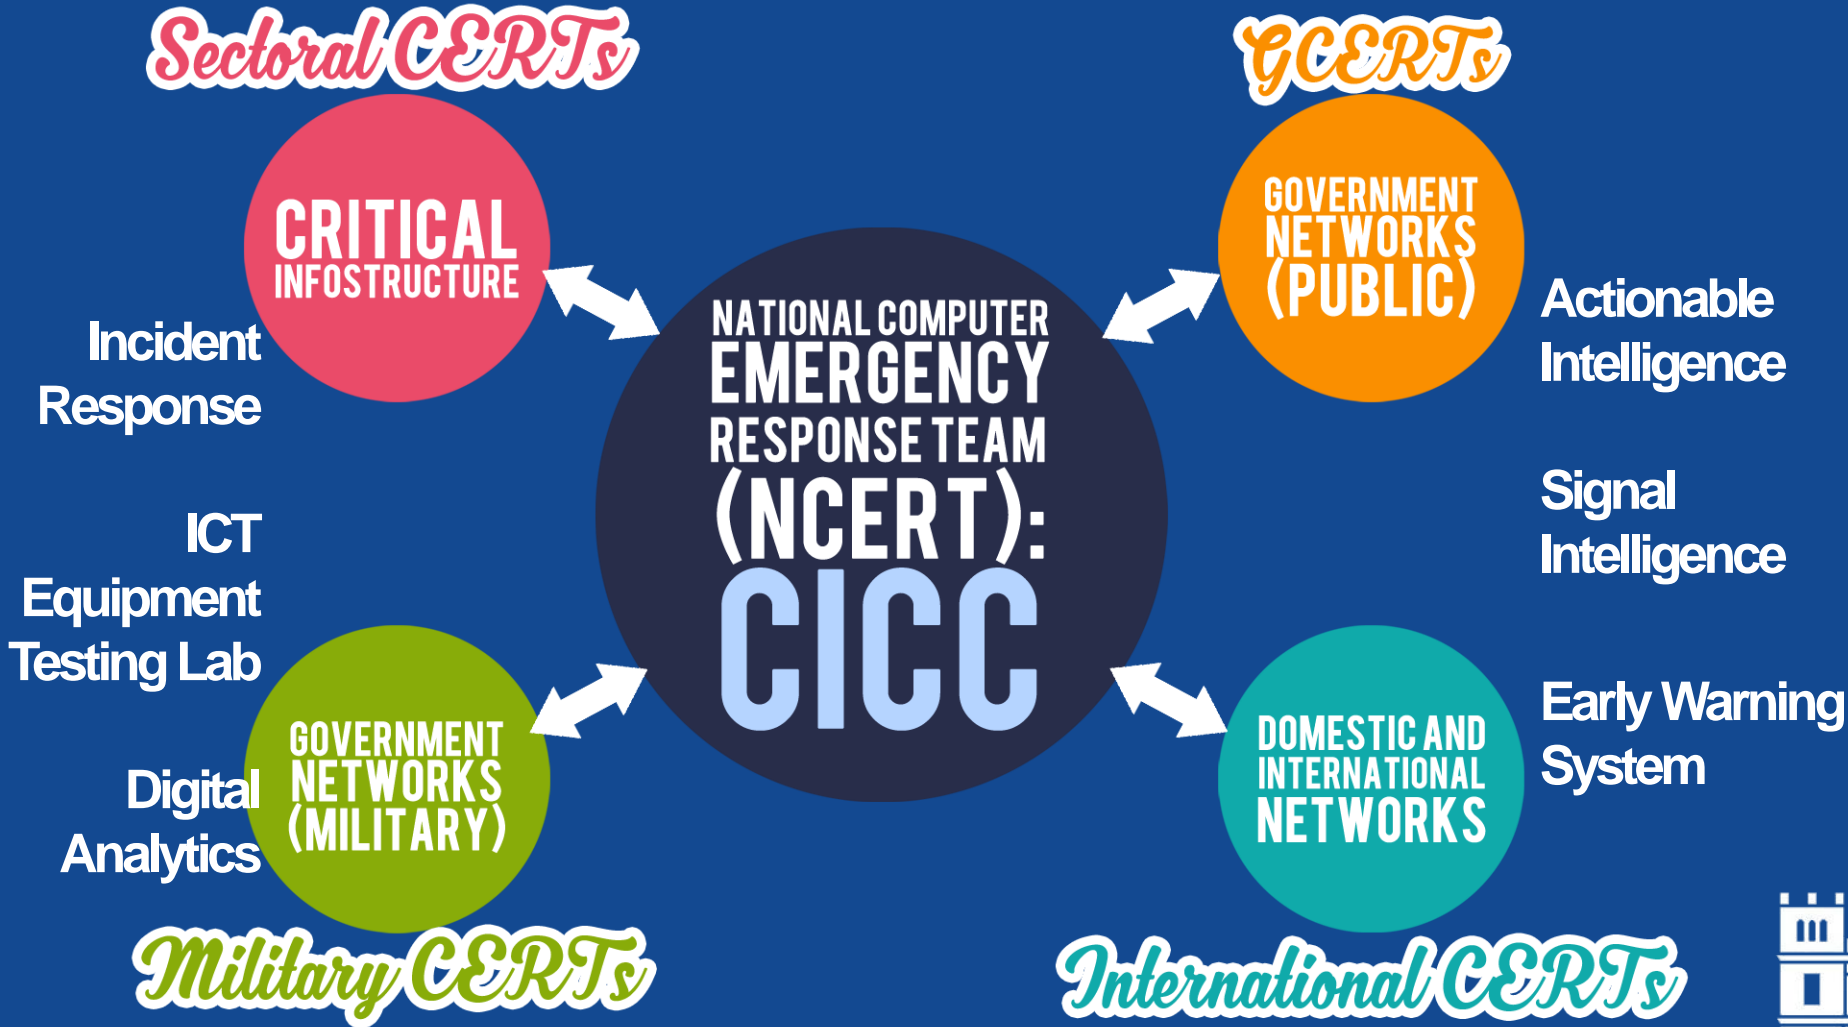 Sectoral CERTs
GCERTs
CRITICAL
INFOSTRUCTURE
GOVERNMENT
NETWORKS
(PUBLIC)
Incident
Response
ICT
Equipment
Testing Lab
Digital
Analytics
NATIONAL COMPUTER
EMERGENCY
RESPONSE TEAM
(NCERT):
CICC
Actionable
Intelligence
Signal
Intelligence
Early Warning
System
GOVERNMENT
NETWORKS
(MILITARY)
DOMESTIC AND
INTERNATIONAL
NETWORKS
Military CERTs
International CERTs